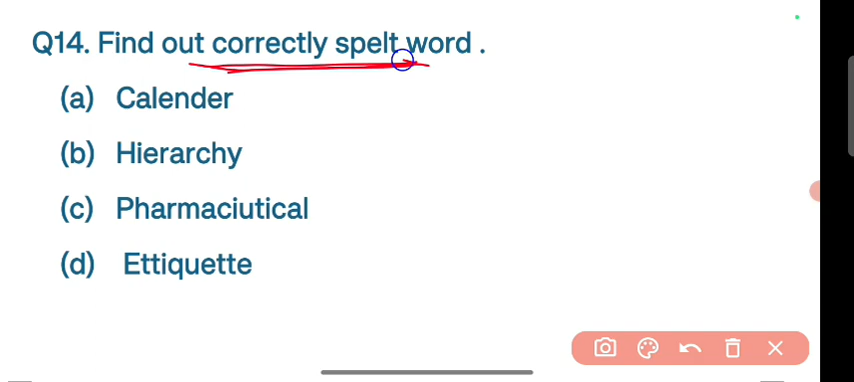 Q14. Find out correctly spelt word .
(a) Calender
(b) Hierarchy
(c) Pharmaciutical
(d) Ettiquette